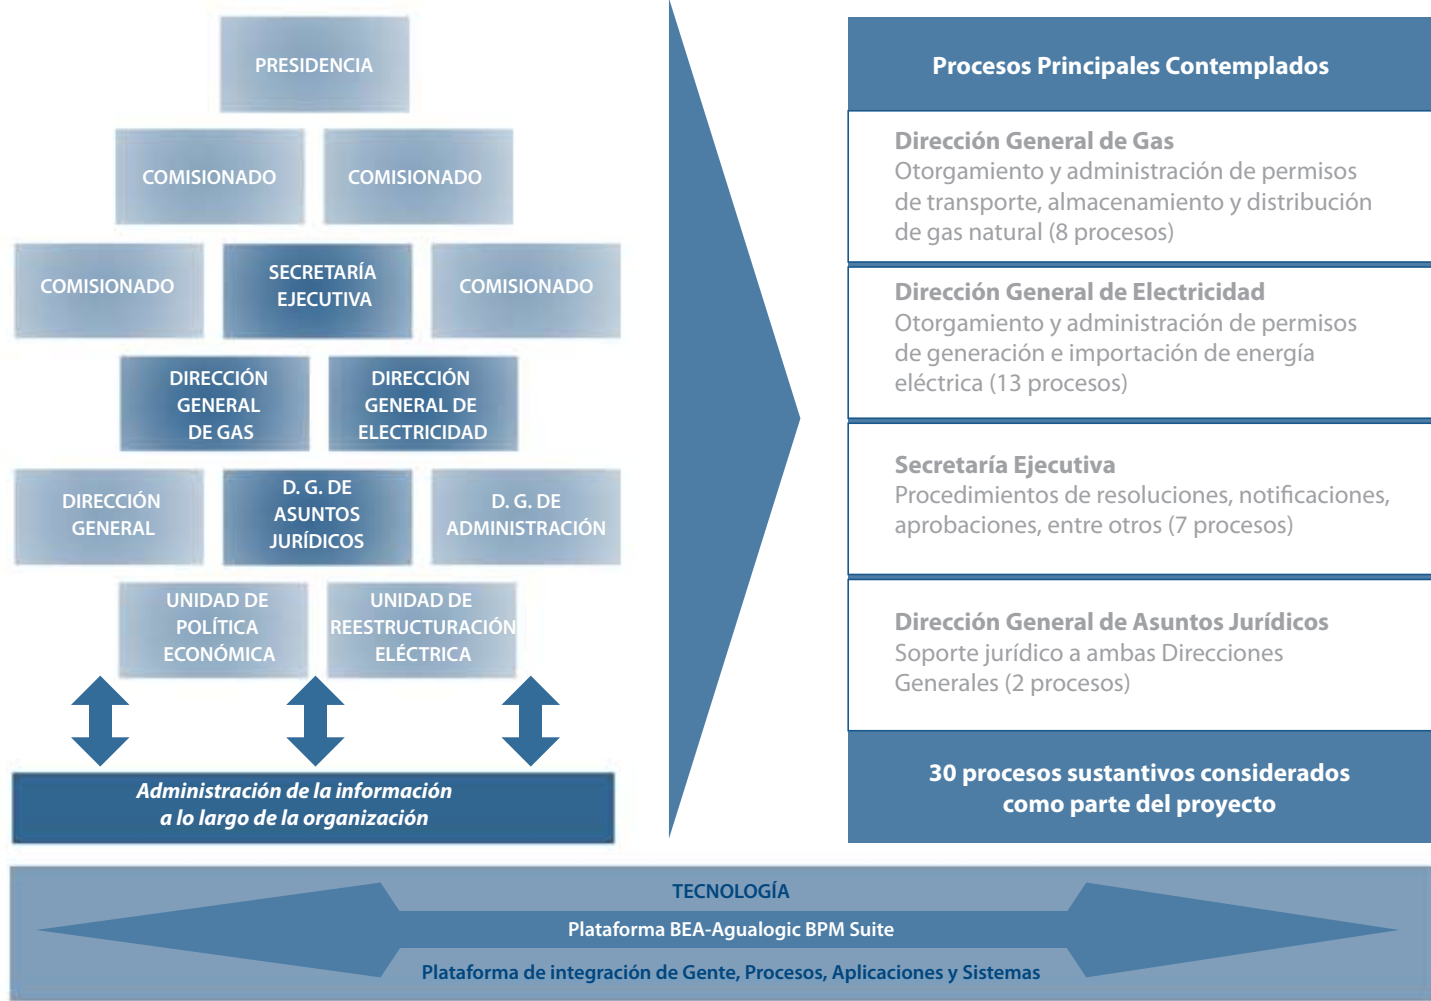 PRESIDENCIA
COMISIONADO
COMISIONADO
COMISIONADO
SECRETARÍA
EJECUTIVA
COMISIONADO
DIRECCIÓN
GENERAL
DE GAS
DIRECCIÓN
GENERAL DE
ELECTRICIDAD
DIRECCIÓN
GENERAL
D. G. DE
ASUNTOS
JURÍDICOS
D. G. DE
ADMINISTRACIÓN
UNIDAD DE
POLÍTICA
ECONÓMICA
UNIDAD DE
REESTRUCTURACIÓN
ELÉCTRICA
Administración de la información
a lo largo de la organización
Procesos Principales Contemplados
Dirección General de Gas
Otorgamiento y administración de permisos
de transporte, almacenamiento y distribución
de gas natural (8 procesos)
Dirección General de Electricidad
Otorgamiento y administración de permisos
de generación e importación de energía
eléctrica (13 procesos)
Secretaría Ejecutiva
Procedimientos de resoluciones, notificaciones,
aprobaciones, entre otros (7 procesos)
Dirección General de Asuntos Jurídicos
Soporte jurídico a ambas Direciones
Generales (2 procesos)
30 procesos sustantivos considerados
como parte del proyecto
TECNOLOGÍA
Plataforma BEA-Agualogic BPM Suite
Plataforma de integración de Gente, Procesos, Aplicaciones y Sistemas